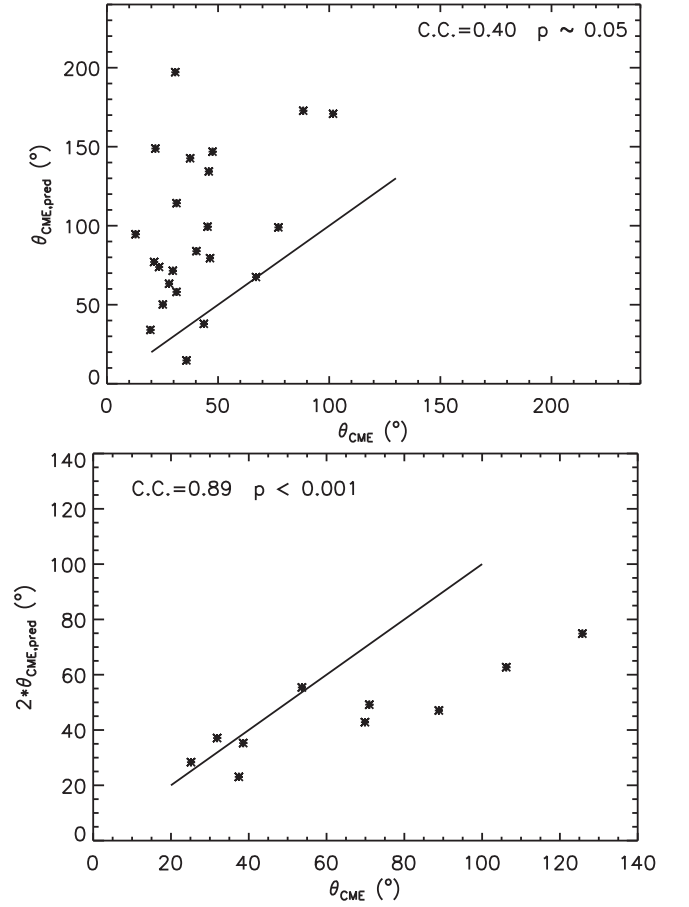 C.C.=0.40 p ~ 0.05
200
150
100
50
0
θCME,pred (°)
0 50 100 150 200
θCME (°)
140
C.C.=0.89 p < 0.001
120
100
80
60
40
20
0
2*θCME,pred (°)
0 20 40 60 80 100 120 140
θCME (°)